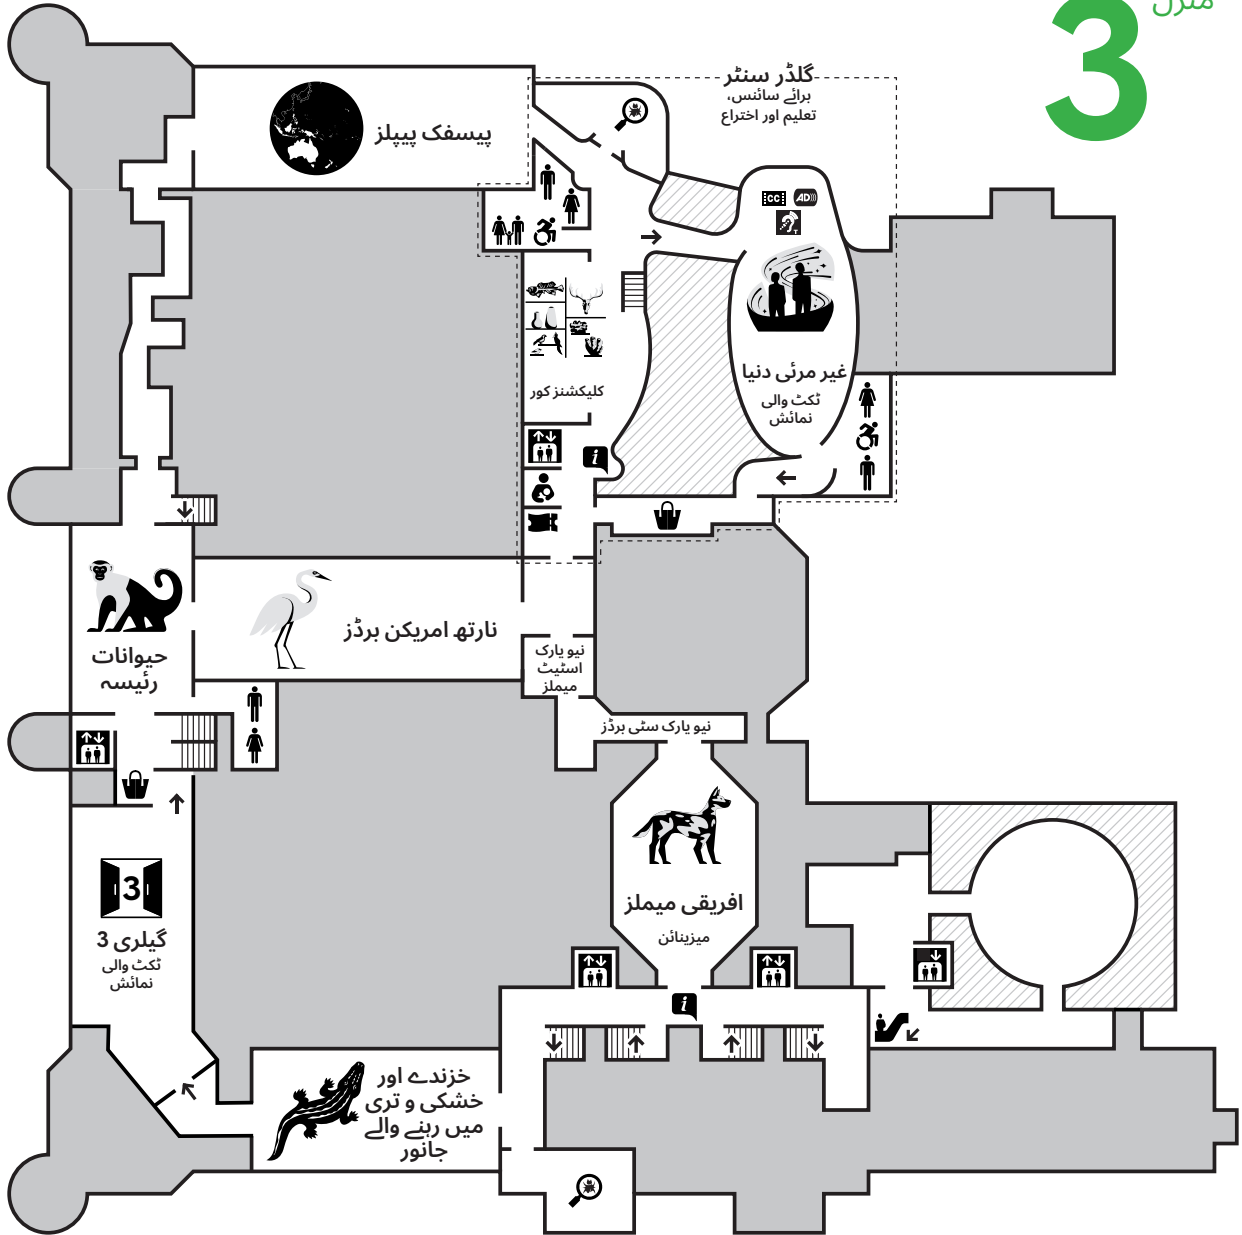 منزل
3
گلڈر سنٹر
برائے سائنس،
تعلیم اور اختراع
پیسفک پیپلز
CC
AD
غیر مرئی دنیا
ٹکٹ والی
نمائش
کلیکشنز کور
i
نارتھ امریکن برڈز
حیوانات
رئیسہ
نیو یارک
اسٹیٹ
میملز
نیو یارک سٹی برڈز
افریقی میملز
میزینائن
3
گیلری 3
ٹکٹ والی
نمائش
i
خزندے اور
خشکی و تری
میں رہنے والے
جانور